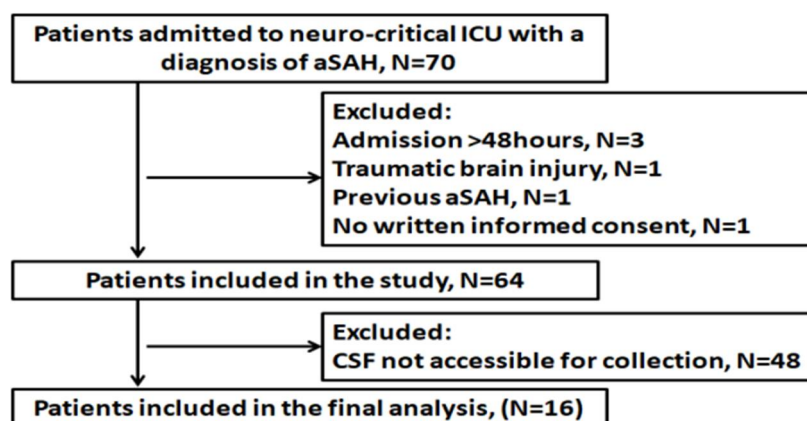 Patients admitted to neuro-critical ICU with a
diagnosis of aSAH, N=70
Excluded:
Admission >48hours, N=3
Traumatic brain injury, N=1
Previous aSAH, N=1
No written informed consent, N=1
Patients included in the study, N=64
Excluded:
CSF not accessible for collection, N=48
Patients included in the final analysis, (N=16)